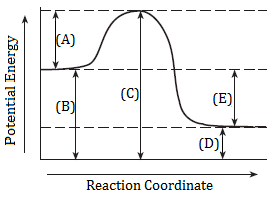 Potential Energy
(A)
(B)
(C)
(E)
(D)
Reaction Coordinate